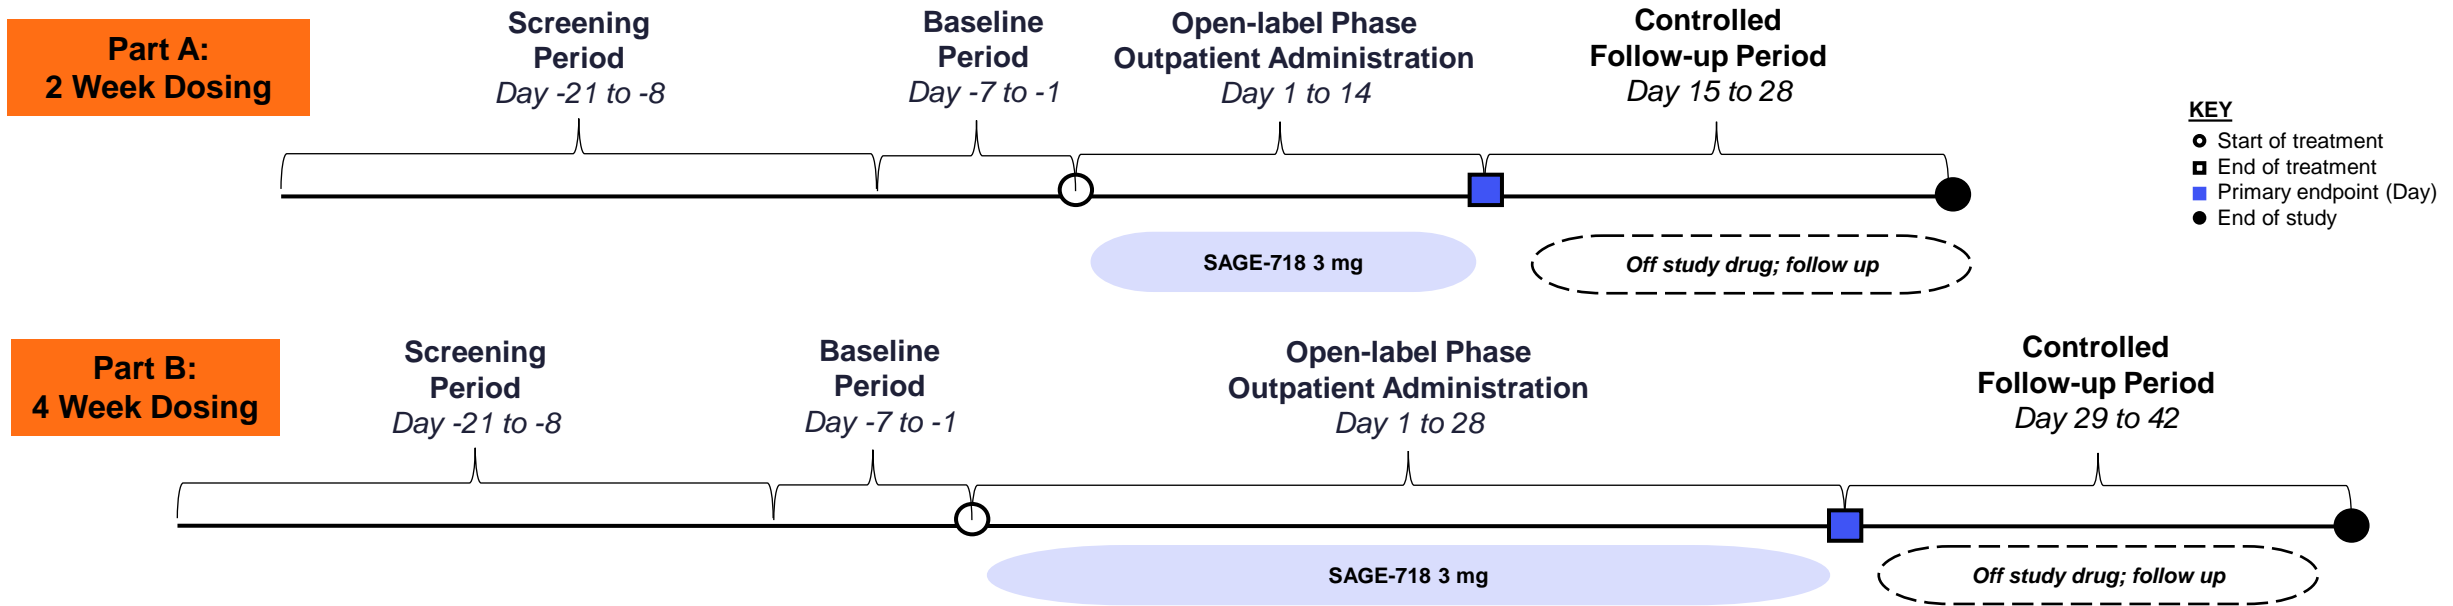 Part A:
2 Week Dosing
Screening
Period
Day -21 to -8
Baseline
Period
Day -7 to -1
Open-label Phase
Outpatient Administration
Day 1 to 14
Controlled
Follow-up Period
Day 15 to 28
KEY
Start of treatment
End of treatment
Primary endpoint (Day)
End of study
SAGE-718 3 mg
Off study drug; follow up
Part B:
4 Week Dosing
Screening
Period
Day -21 to -8
Baseline
Period
Day -7 to -1
Open-label Phase
Outpatient Administration
Day 1 to 28
Controlled
Follow-up Period
Day 29 to 42
SAGE-718 3 mg
Off study drug; follow up